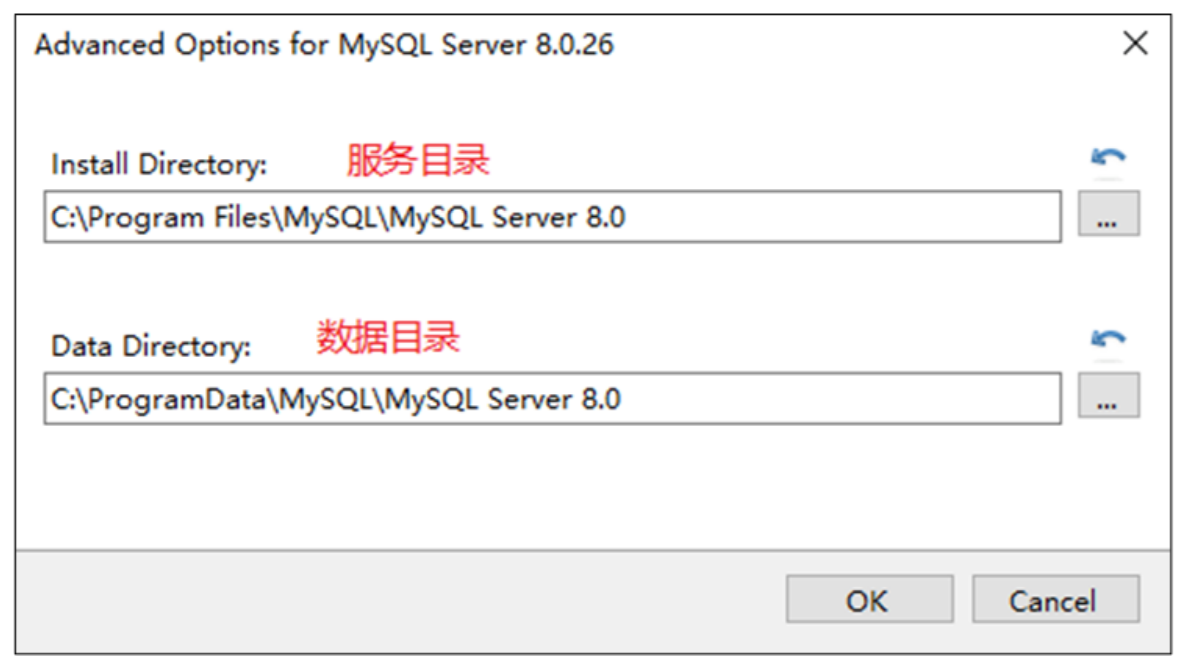 Advanced Options for MySQL Server 8.0.26
Install Directory: 服务目录
C:\Program Files\MySQL\MySQL Server 8.0
...
Data Directory: 数据目录
C:\ProgramData\MySQL\MySQL Server 8.0
...
OK Cancel